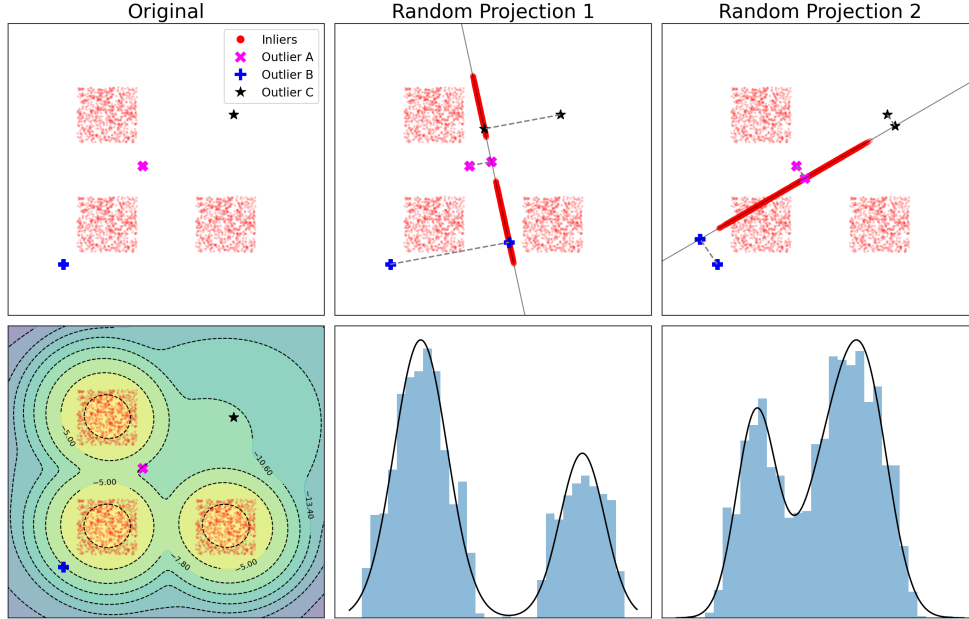 Original
Random Projection 1
Random Projection 2
Inliers
Outlier A
Outlier B
Outlier C
−5.00
−5.00
−10.60
−13.40
−7.80
−5.00